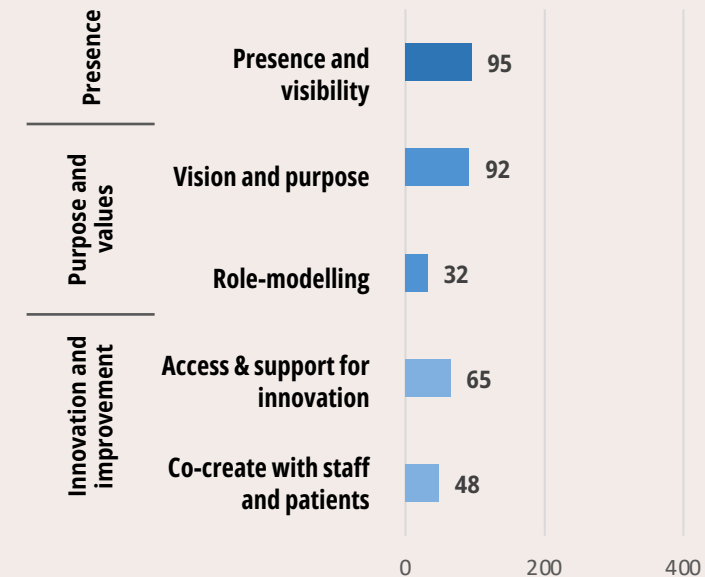 Presence
Presence and
visibility
95
Purpose and
values
Vision and purpose
92
Role-modelling
32
Innovation and
improvement
Access & support for
innovation
65
Co-create with staff
and patients
48
0 200 400